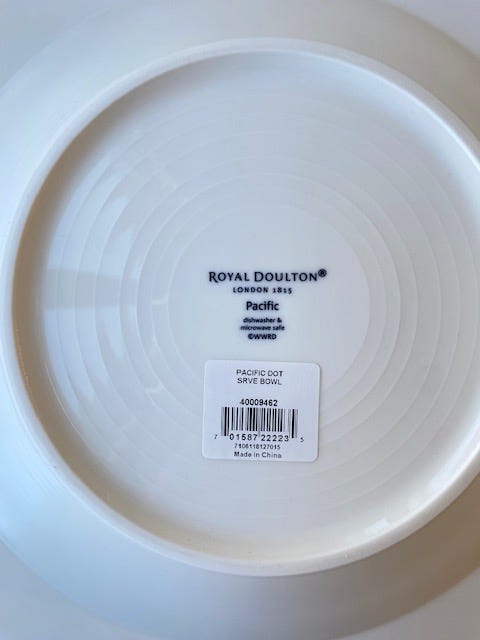 ROYAL DOULTON®
LONDON 1815
Pacific
dishwasher &
microwave safe
©WWRD
PACIFIC DOT
SRVE BOWL
40009462
7 01587 22223 5
7106118127015
Made in China